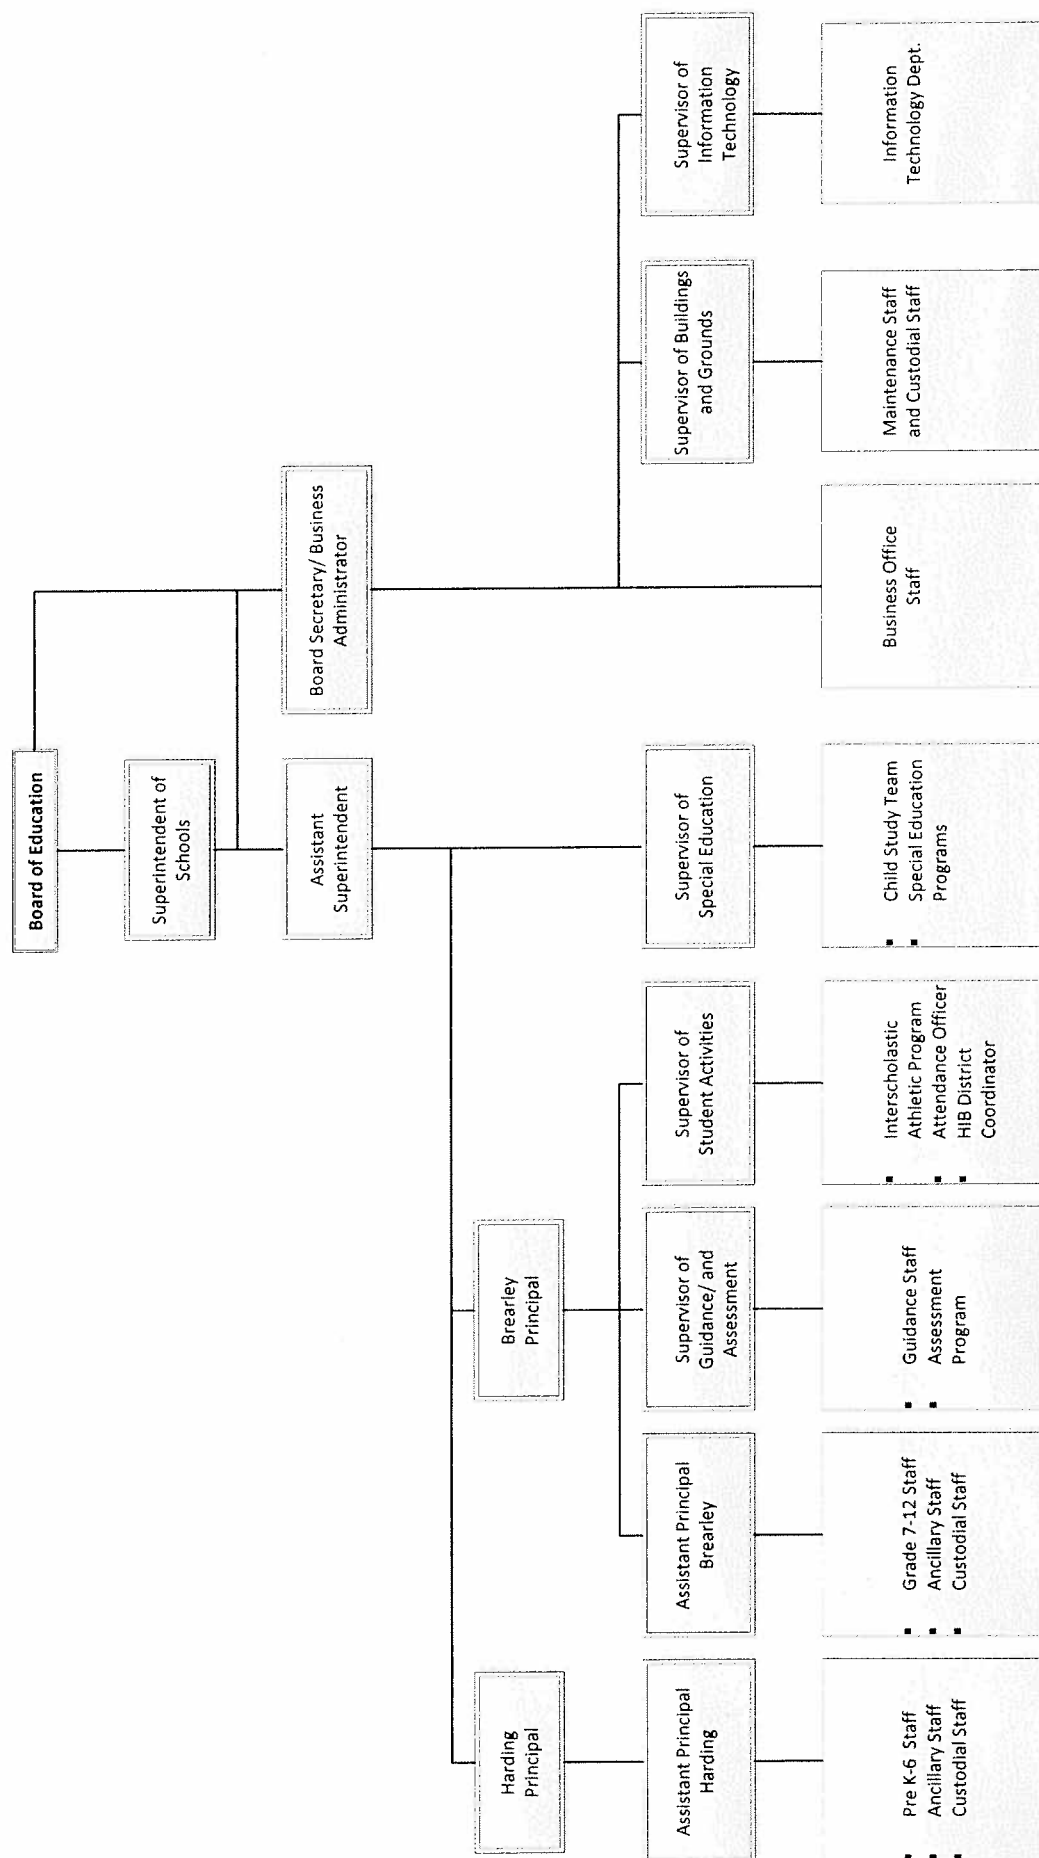 Board of Education
Superintendent of
Schools
Assistant
Superintendent
Board Secretary/ Business
Administrator
Harding
Principal
Brearley
Principal
Assistant Principal
Harding
Assistant Principal
Brearley
Supervisor of
Guidance/ and
Assessment
Supervisor of
Student Activities
Supervisor of
Special Education
Supervisor of Buildings
and Grounds
Supervisor of
Information
Technology
▪ Pre K-6 Staff
▪ Ancillary Staff
▪ Custodial Staff
▪ Grade 7-12 Staff
▪ Ancillary Staff
▪ Custodial Staff
▪ Guidance Staff
▪ Assessment
Program
▪ Interscholastic
Athletic Program
▪ Attendance Officer
▪ HIB District
Coordinator
▪ Child Study Team
▪ Special Education
Programs
Business Office
Staff
Maintenance Staff
and Custodial Staff
Information
Technology Dept.